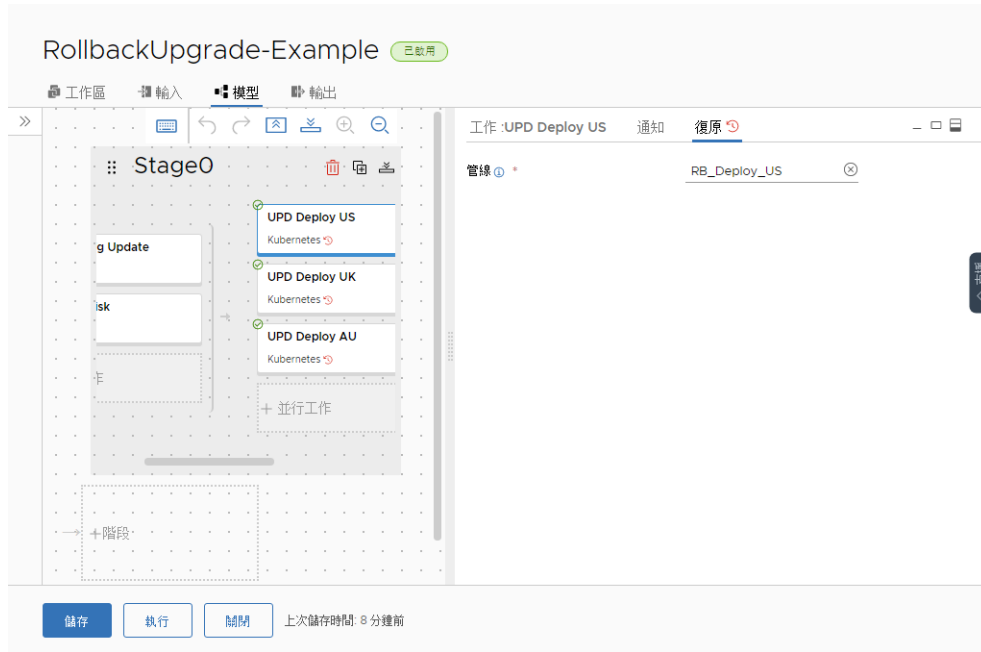 RollbackUpgrade-Example 已啟用
工作區 輸入 模型 輸出
工作 :UPD Deploy US 通知 復原
Stage0
管線 * RB_Deploy_US
UPD Deploy US
Kubernetes
g Update
UPD Deploy UK
Kubernetes
isk
UPD Deploy AU
Kubernetes
作
+ 並行工作
+階段
儲存 執行 關閉 上次儲存時間: 8 分鐘前